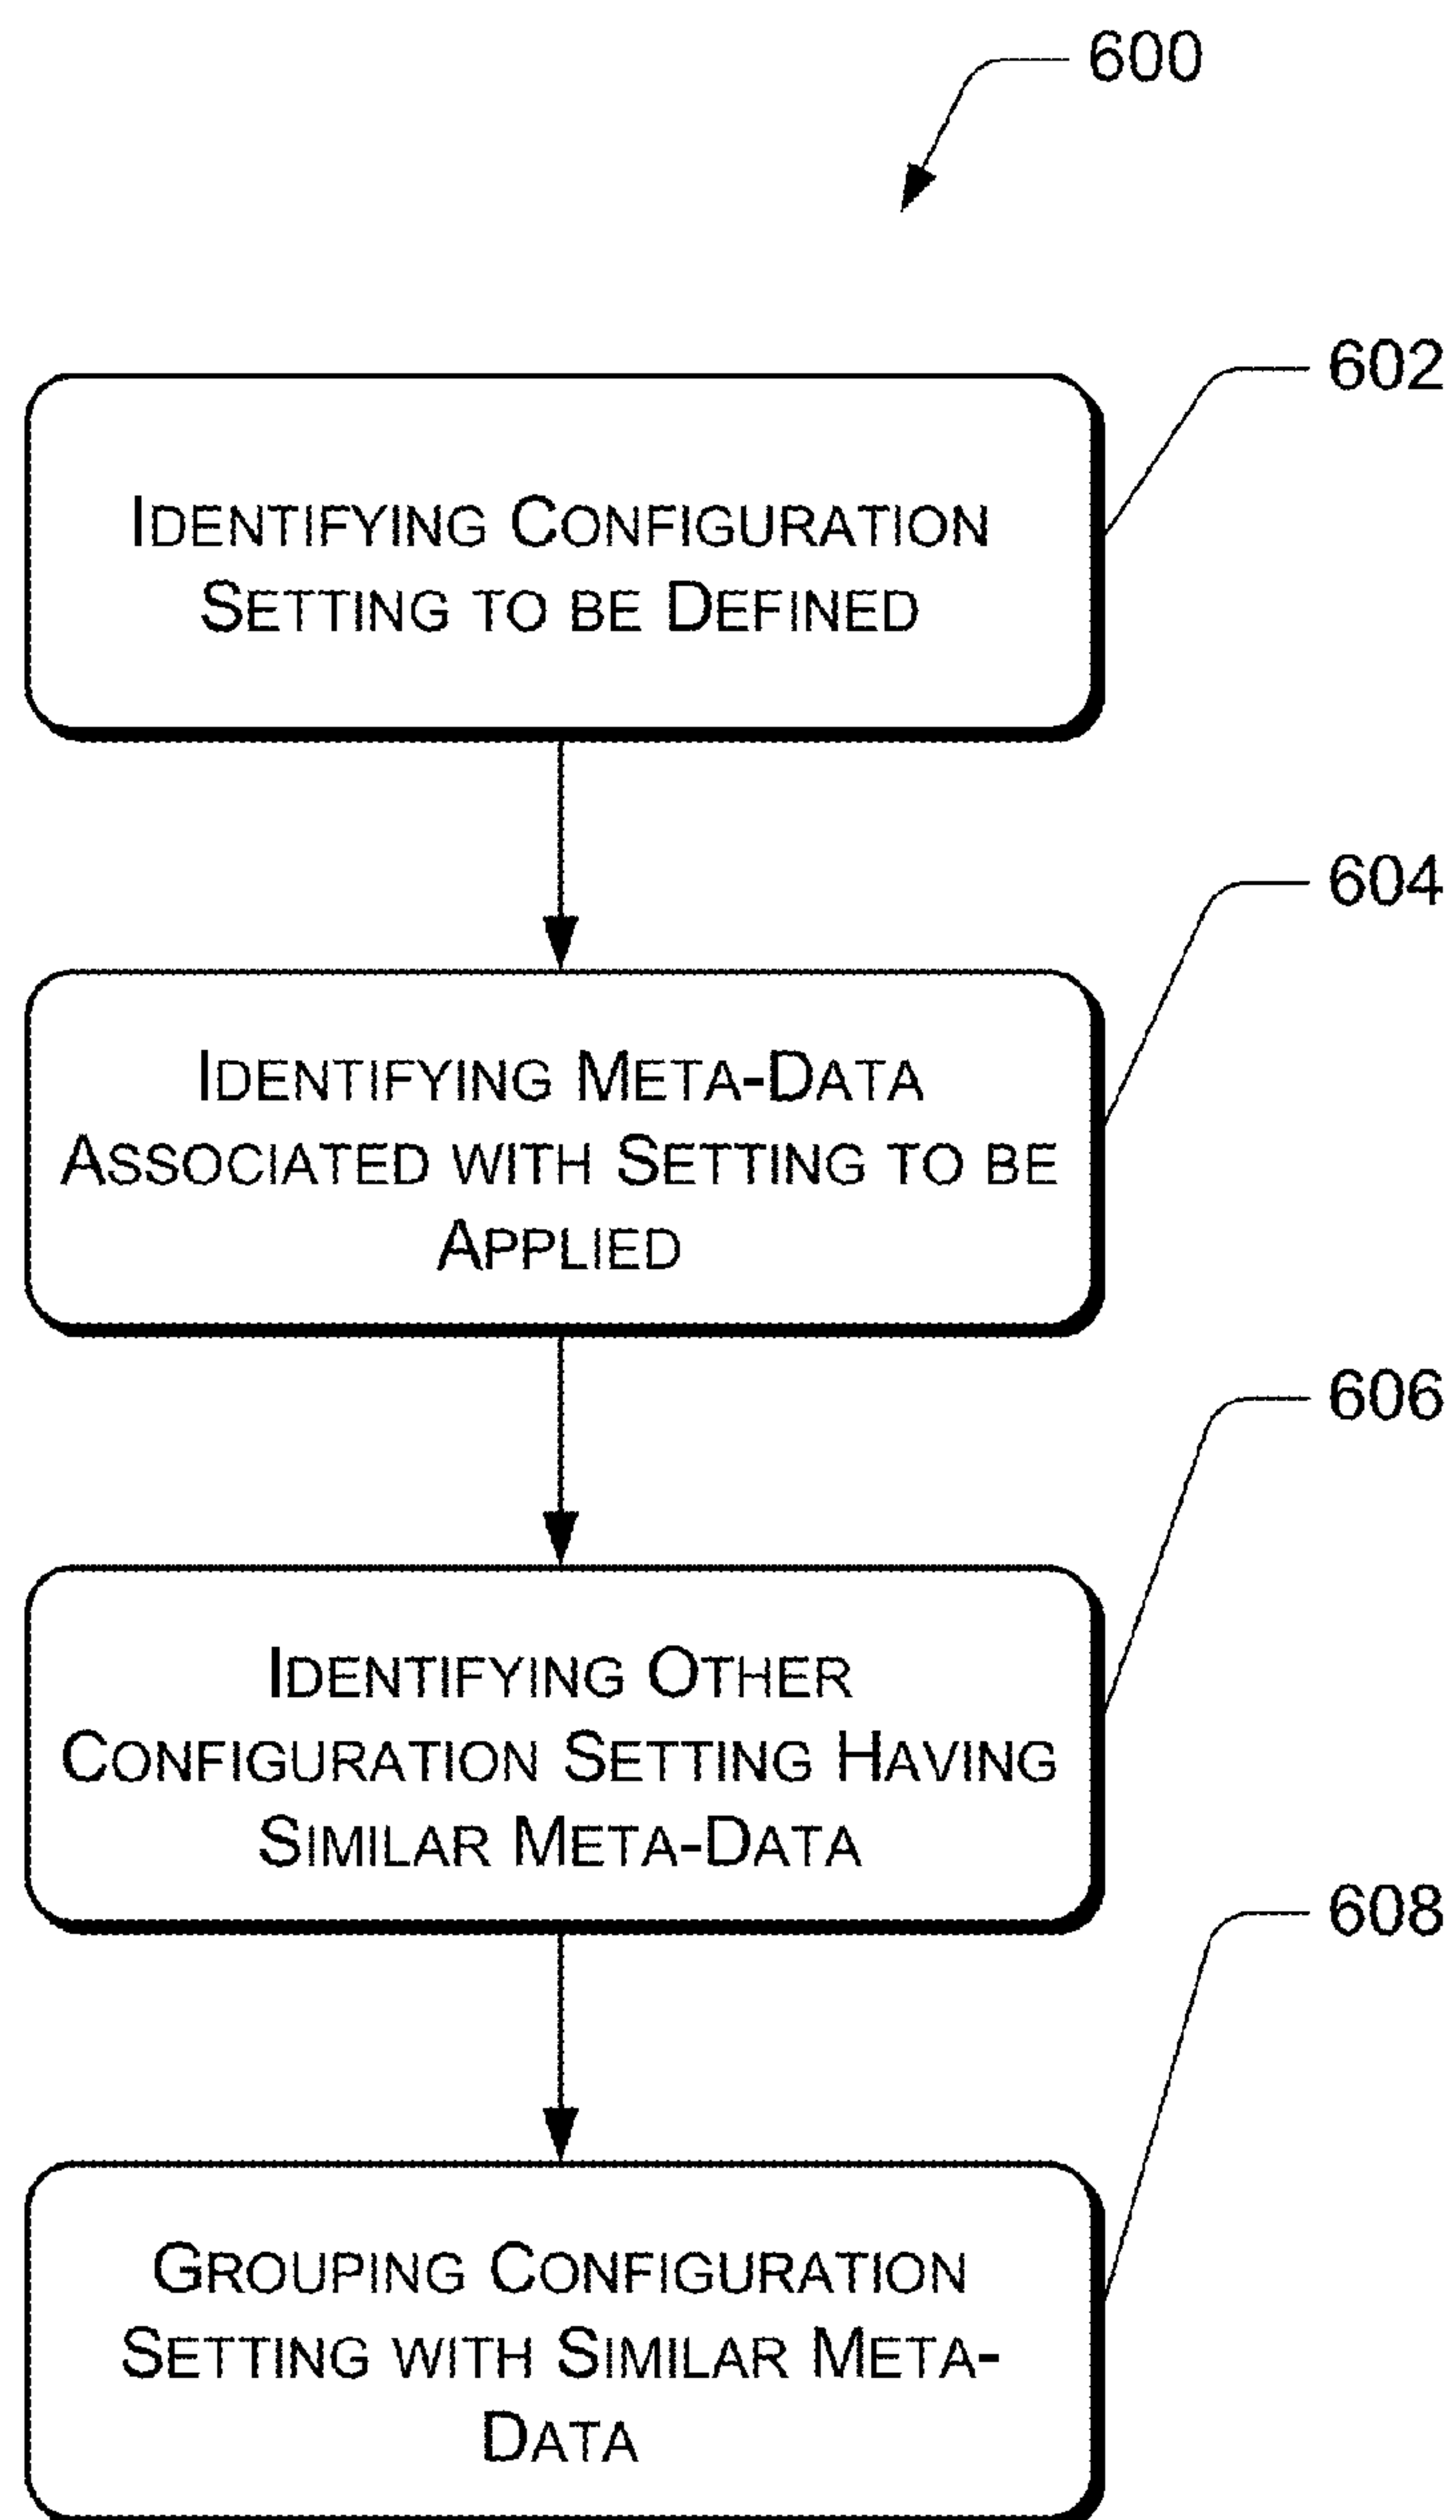 600
602
IDENTIFYING CONFIGURATION
SETTING TO BE DEFINED
604
IDENTIFYING META-DATA
ASSOCIATED WITH SETTING TO BE
APPLIED
606
IDENTIFYING OTHER
CONFIGURATION SETTING HAVING
SIMILAR META-DATA
608
GROUPING CONFIGURATION
SETTING WITH SIMILAR META-
DATA